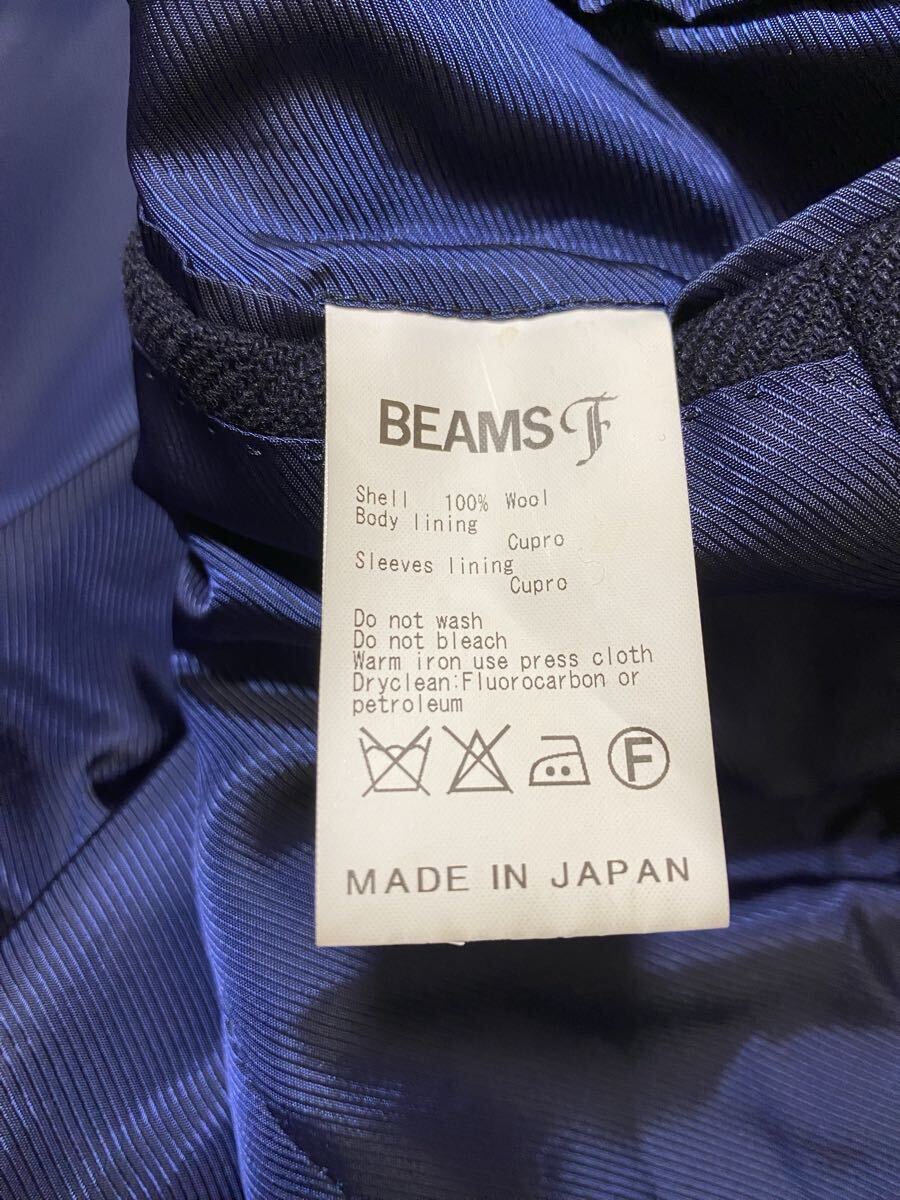 BEAMS F
Shell 100% Wool
Body lining
Cupro
Sleeves lining
Cupro
Do not wash
Do not bleach
Warm iron use press cloth
Dryclean:Fluorocarbon or
petroleum
F
MADE IN JAPAN